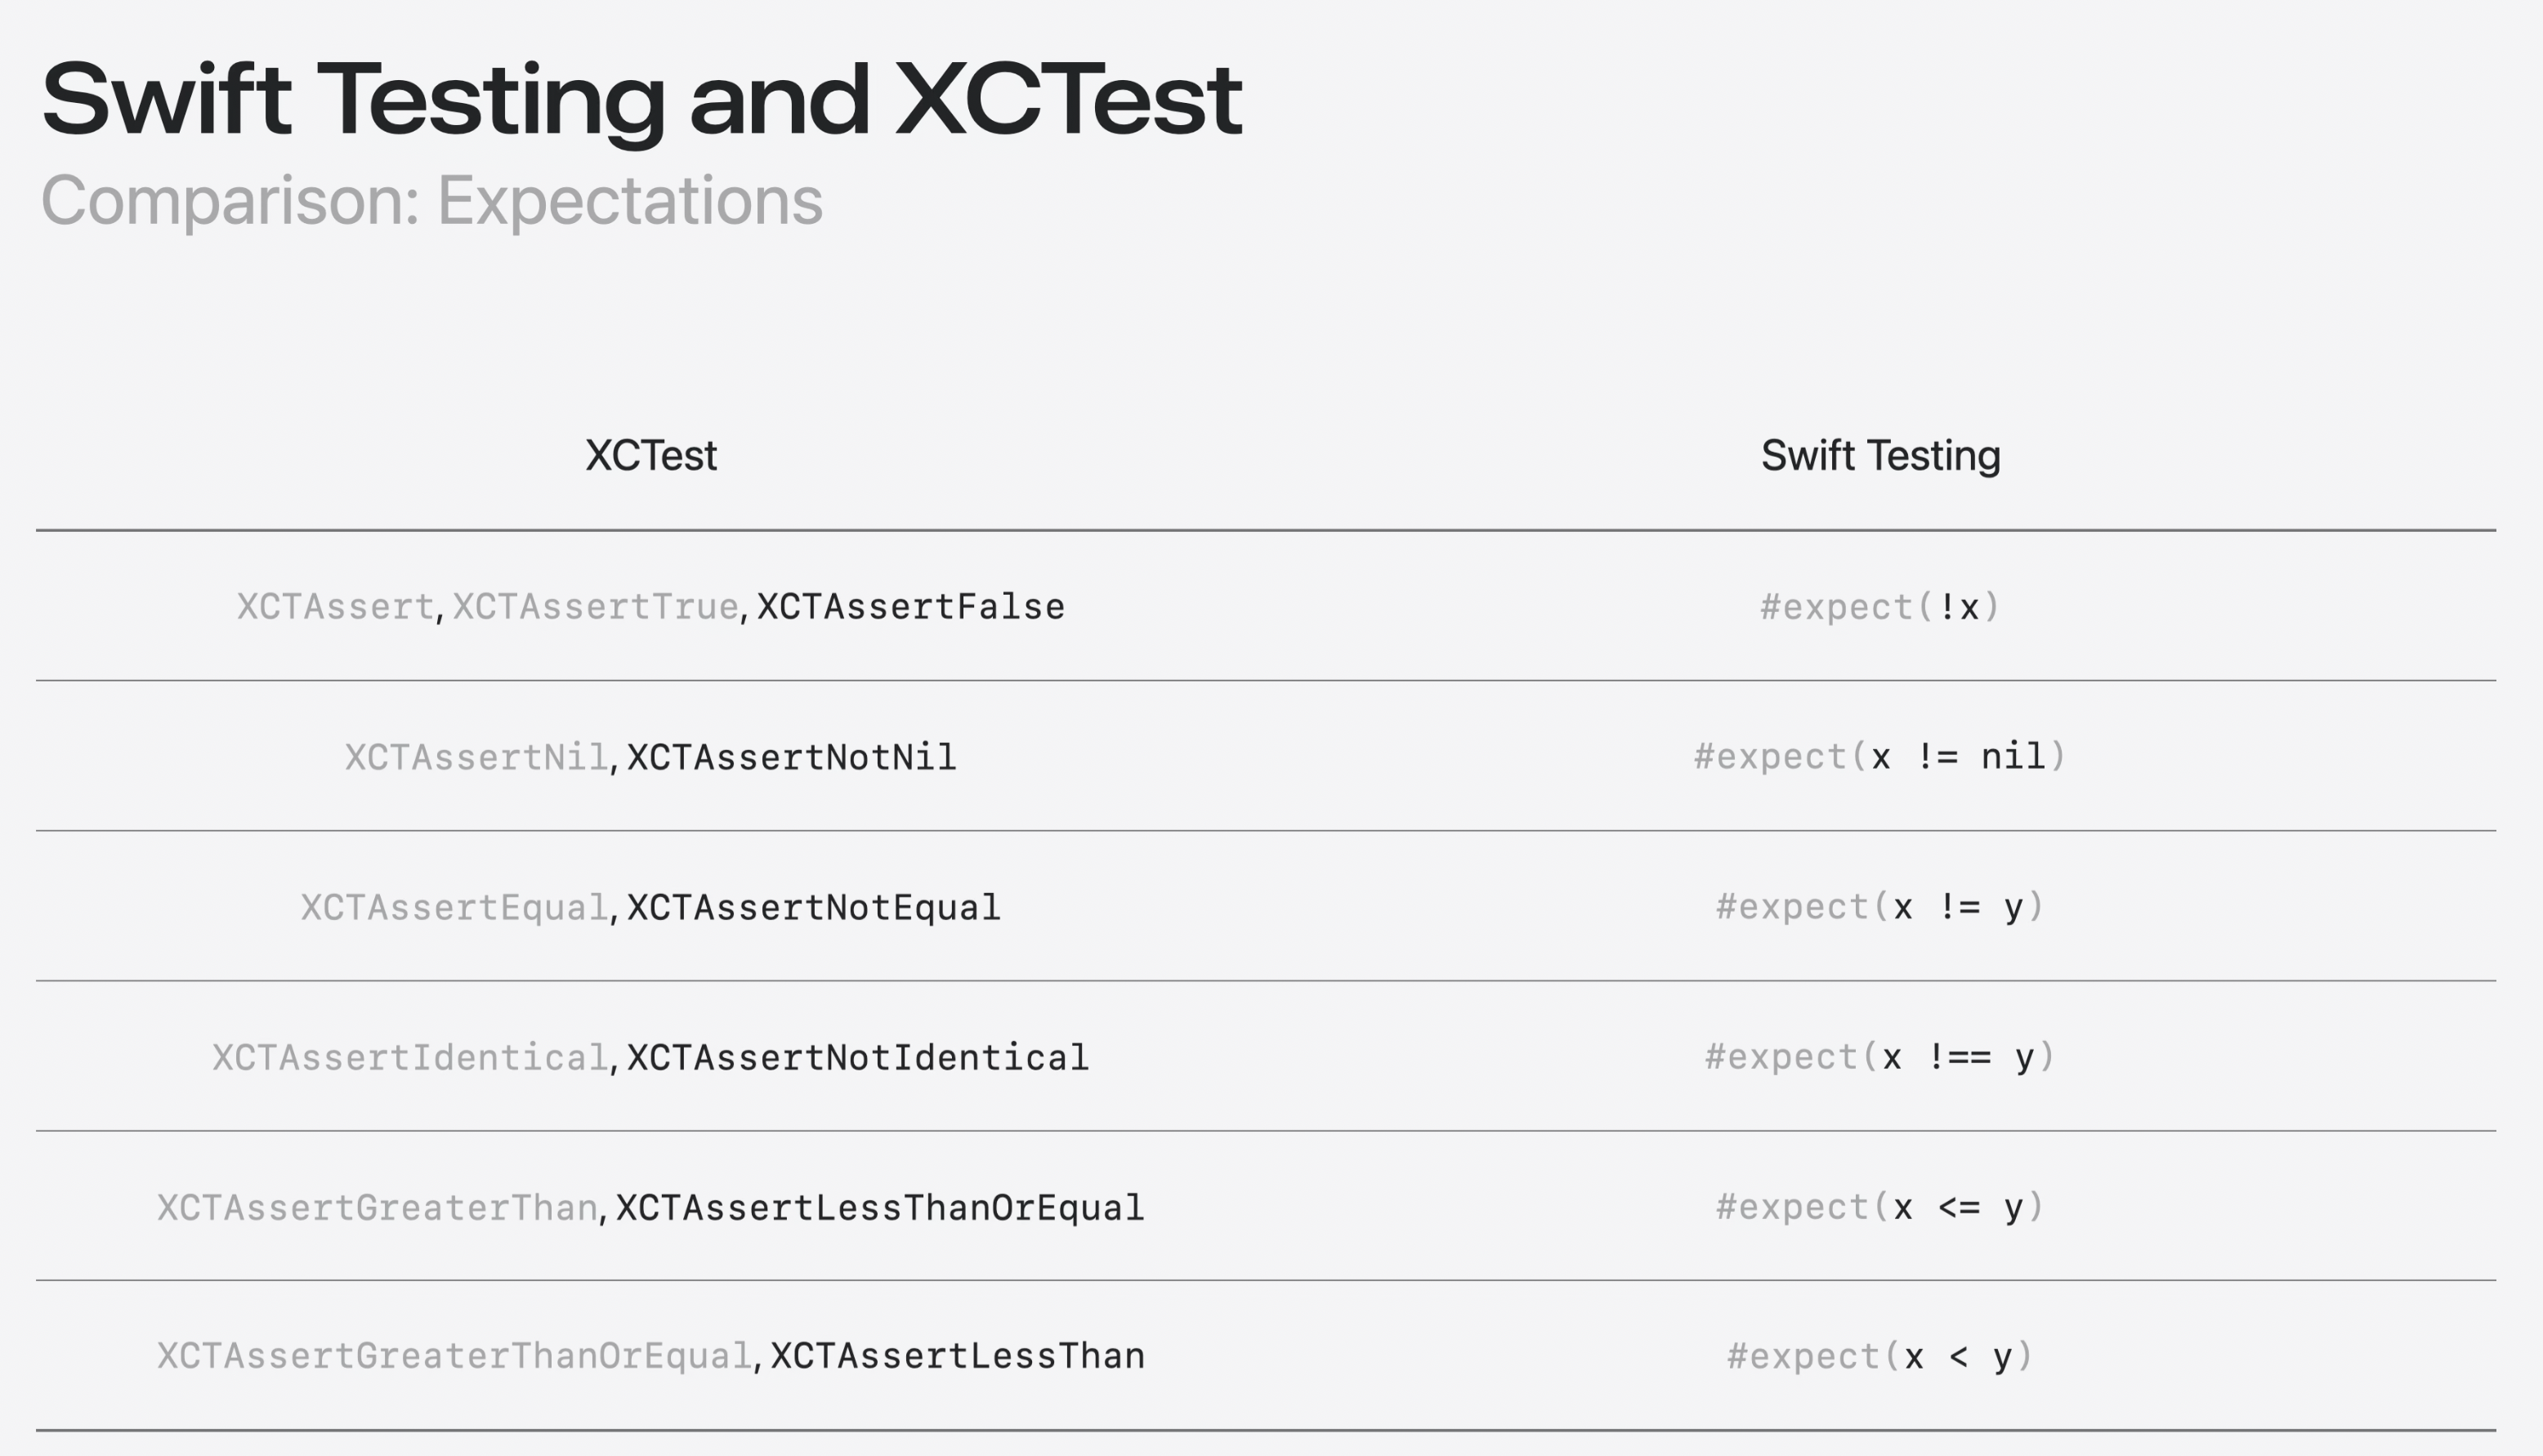 Swift Testing and XCTest
Comparison: Expectations
XCTest Swift Testing
XCTAssert, XCTAssertTrue, XCTAssertFalse #expect(!x)
XCTAssertNil, XCTAssertNotNil #expect(x != nil)
XCTAssertEqual, XCTAssertNotEqual #expect(x != y)
XCTAssertIdentical, XCTAssertNotIdentical #expect(x !== y)
XCTAssertGreaterThan, XCTAssertLessThanOrEqual #expect(x <= y)
XCTAssertGreaterThanOrEqual, XCTAssertLessThan #expect(x < y)